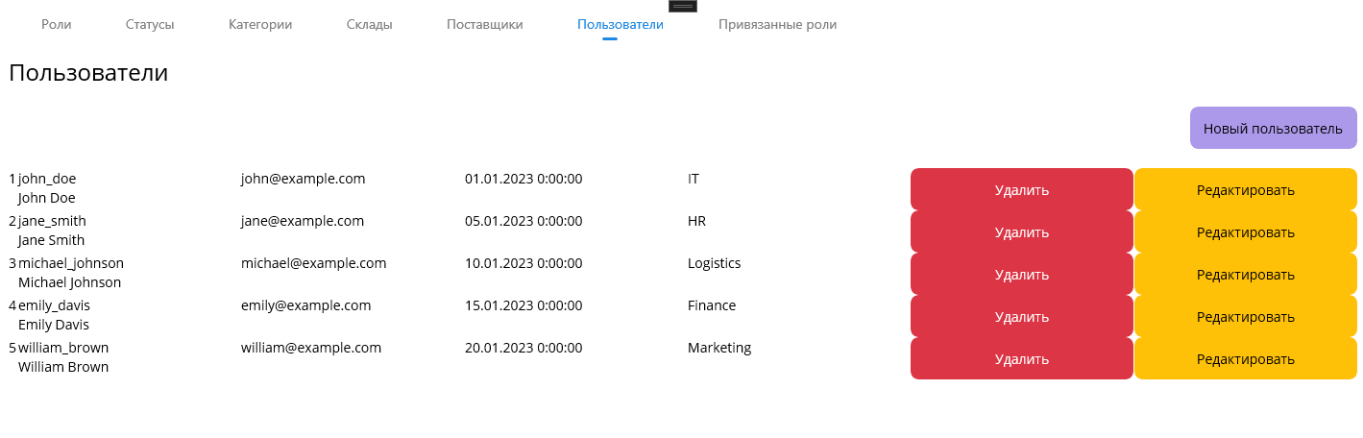 Роли Статусы Категории Склады Поставщики Пользователи Привязанные роли
Пользователи
Новый пользователь
1 john_doe john@example.com 01.01.2023 0:00:00 IT Удалить Редактировать
John Doe
2 jane_smith jane@example.com 05.01.2023 0:00:00 HR Удалить Редактировать
Jane Smith
3 michael_johnson michael@example.com 10.01.2023 0:00:00 Logistics Удалить Редактировать
Michael Johnson
4 emily_davis emily@example.com 15.01.2023 0:00:00 Finance Удалить Редактировать
Emily Davis
5 william_brown william@example.com 20.01.2023 0:00:00 Marketing Удалить Редактировать
William Brown